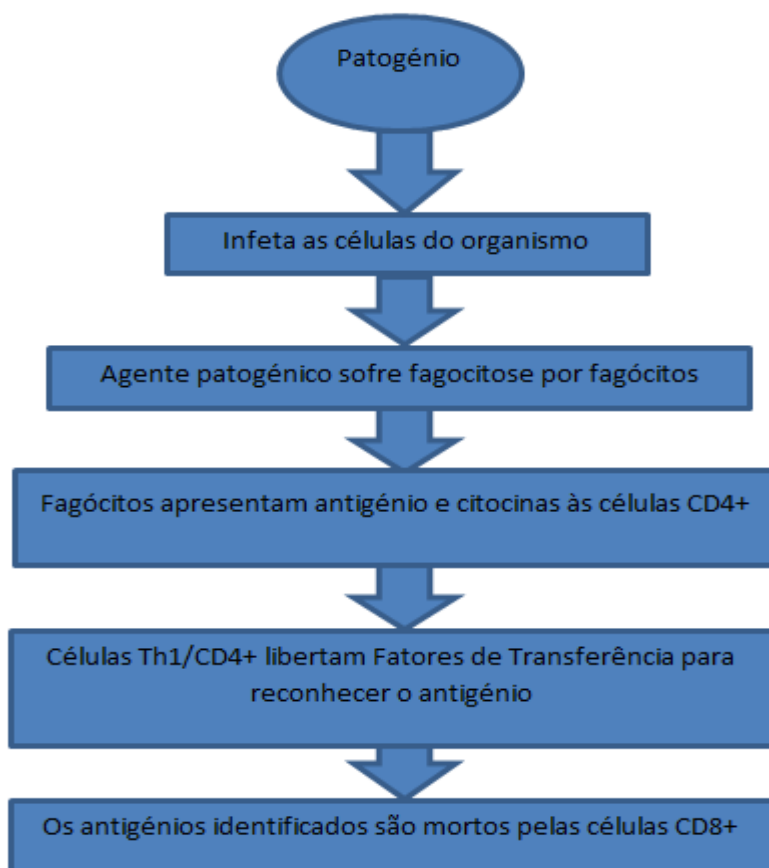 Patogénio
Infeta as células do organismo
Agente patogénico sofre fagocitose por fagócitos
Fagócitos apresentam antigénio e citocinas às células CD4+
Células Th1/CD4+ libertam Fatores de Transferência para
reconhecer o antigénio
Os antigénios identificados são mortos pelas células CD8+